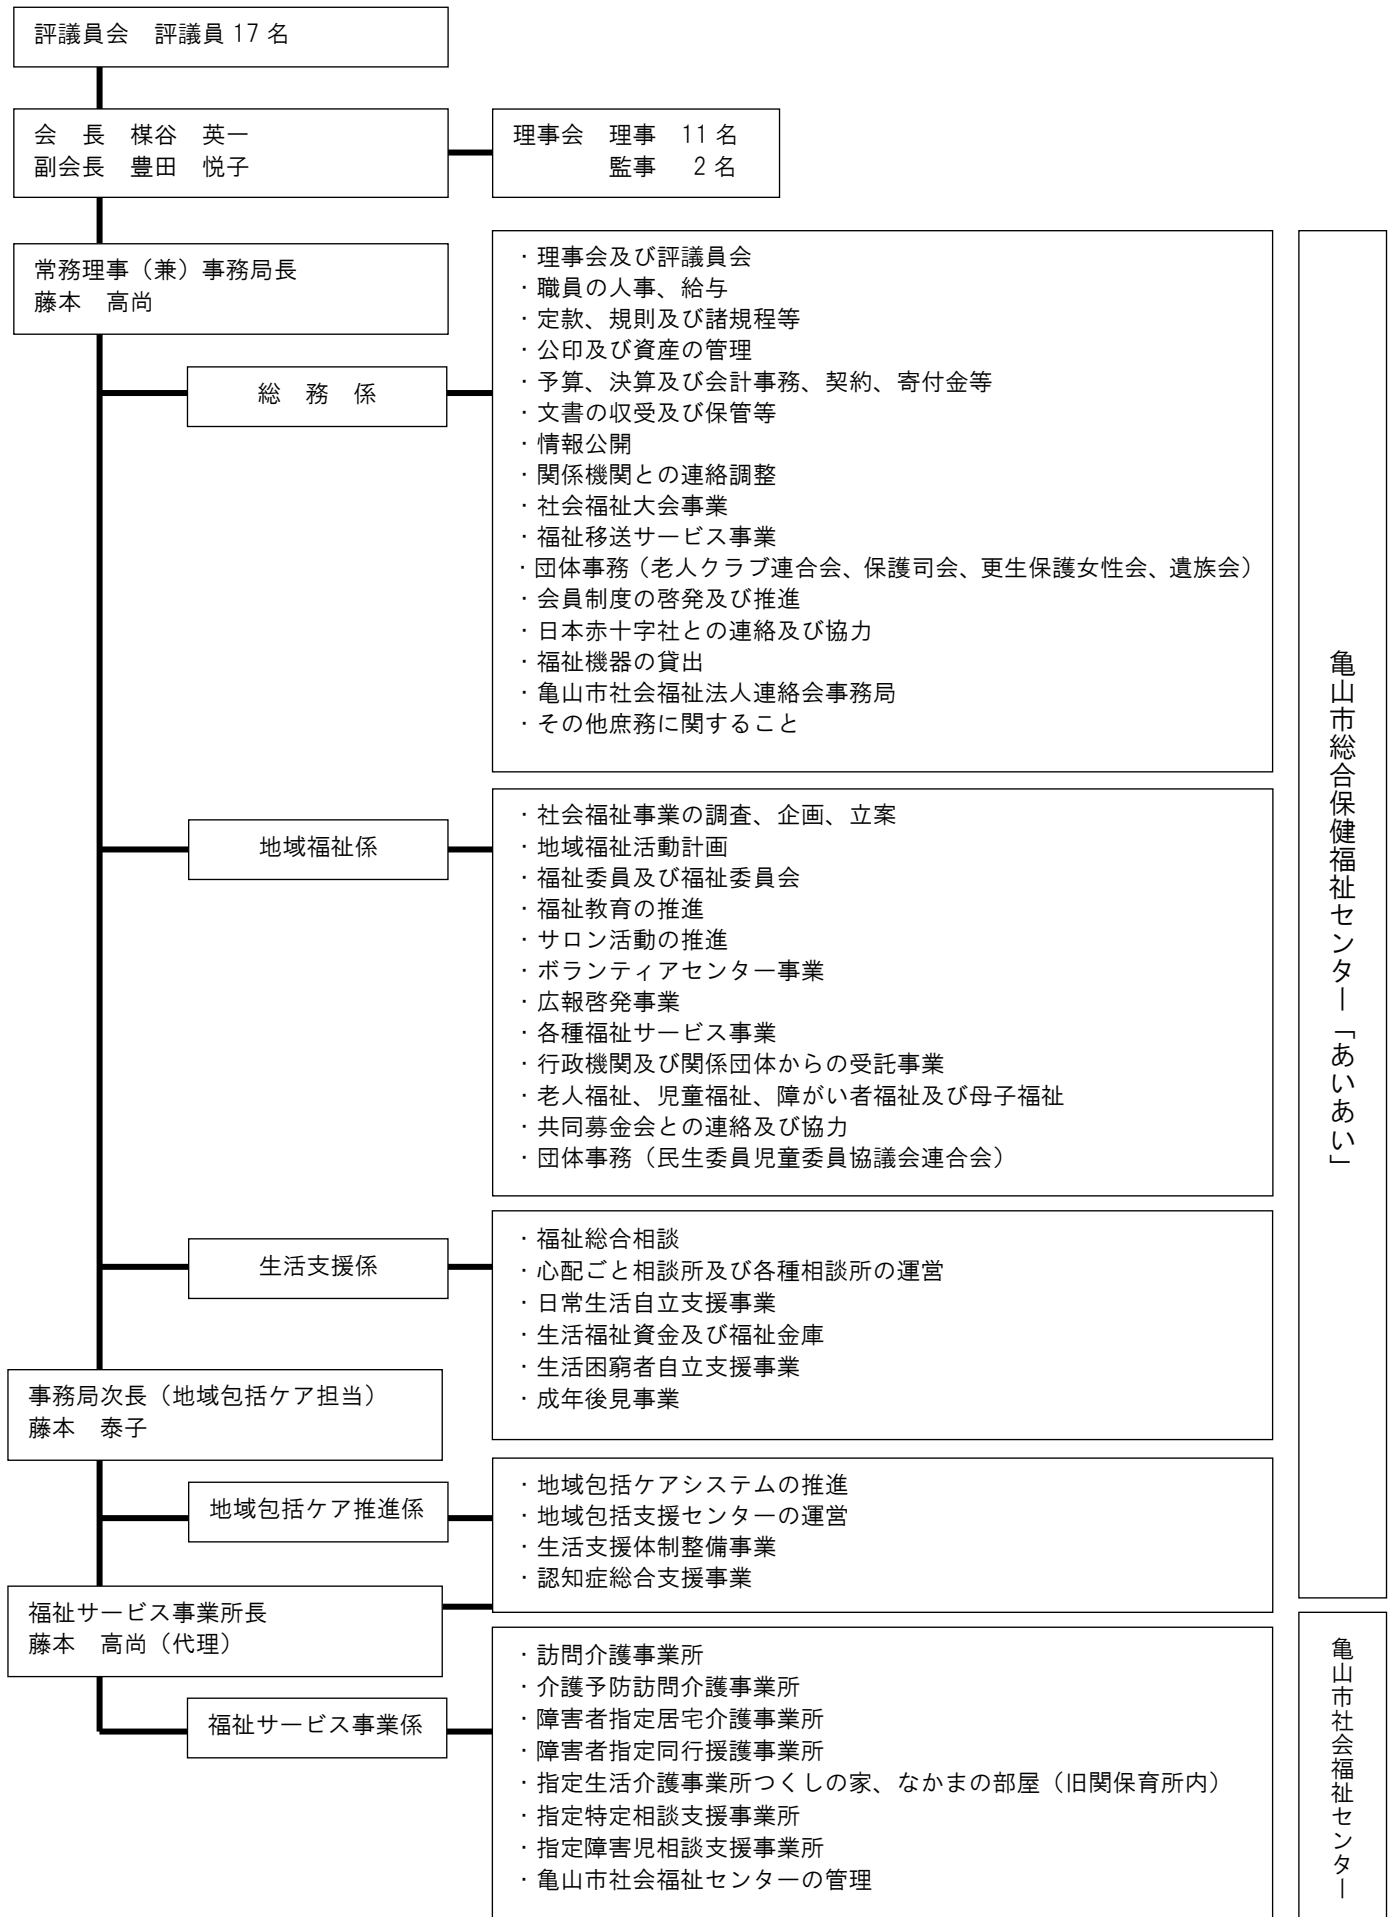 評議員会　評議員 17 名
会　長　楳谷　英一
副会長　豊田　悦子
理事会　理事　11 名
監事　2 名
常務理事（兼）事務局長
藤本　高尚
総　務　係
・理事会及び評議員会
・職員の人事、給与
・定款、規則及び諸規程等
・公印及び資産の管理
・予算、決算及び会計事務、契約、寄付金等
・文書の収受及び保管等
・情報公開
・関係機関との連絡調整
・社会福祉大会事業
・福祉移送サービス事業
・団体事務（老人クラブ連合会、保護司会、更生保護女性会、遺族会）
・会員制度の啓発及び推進
・日本赤十字社との連絡及び協力
・福祉機器の貸出
・亀山市社会福祉法人連絡会事務局
・その他庶務に関すること
地域福祉係
・社会福祉事業の調査、企画、立案
・地域福祉活動計画
・福祉委員及び福祉委員会
・福祉教育の推進
・サロン活動の推進
・ボランティアセンター事業
・広報啓発事業
・各種福祉サービス事業
・行政機関及び関係団体からの受託事業
・老人福祉、児童福祉、障がい者福祉及び母子福祉
・共同募金会との連絡及び協力
・団体事務（民生委員児童委員協議会連合会）
生活支援係
・福祉総合相談
・心配ごと相談所及び各種相談所の運営
・日常生活自立支援事業
・生活福祉資金及び福祉金庫
・生活困窮者自立支援事業
・成年後見事業
事務局次長（地域包括ケア担当）
藤本　泰子
地域包括ケア推進係
・地域包括ケアシステムの推進
・地域包括支援センターの運営
・生活支援体制整備事業
・認知症総合支援事業
福祉サービス事業所長
藤本　高尚（代理）
福祉サービス事業係
・訪問介護事業所
・介護予防訪問介護事業所
・障害者指定居宅介護事業所
・障害者指定同行援護事業所
・指定生活介護事業所つくしの家、なかまの部屋（旧関保育所内）
・指定特定相談支援事業所
・指定障害児相談支援事業所
・亀山市社会福祉センターの管理
亀山市総合保健福祉センター「あいあい」
亀山市社会福祉センター